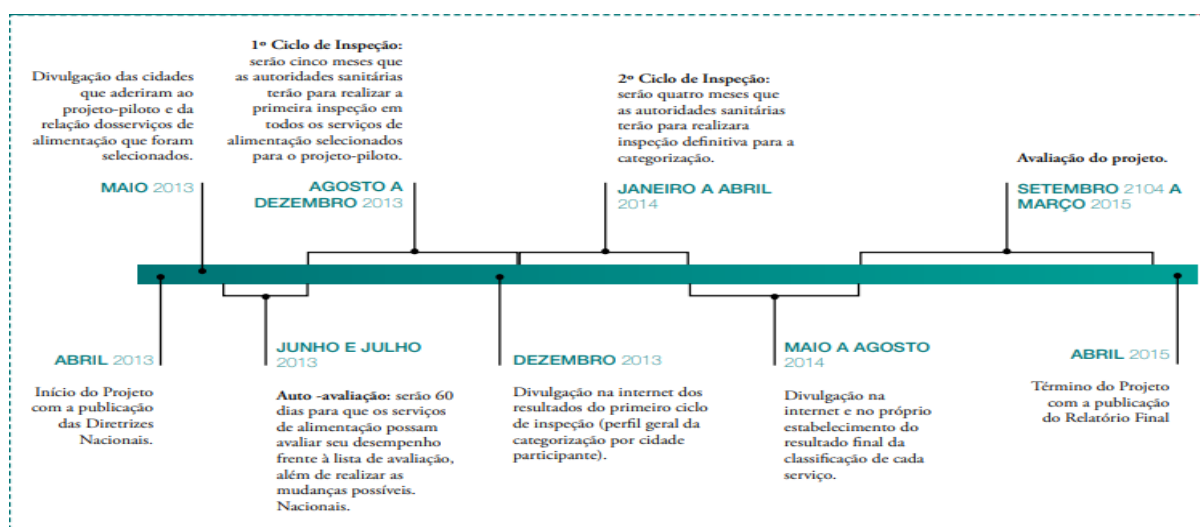 Divulgação das cidades
que aderiram ao
projeto-piloto e da
relação dosserviços de
alimentação que foram
selecionados.
MAIO 2013
1º Ciclo de Inspeção:
serão cinco meses que
as autoridades sanitárias
terão para realizar a
primeira inspeção em
todos os serviços de
alimentação selecionados
para o projeto-piloto.
AGOSTO A
DEZEMBRO 2013
2º Ciclo de Inspeção:
serão quatro meses que
as autoridades sanitárias
terão para realizara
inspeção definitiva para a
categorização.
JANEIRO A ABRIL
2014
Avaliação do projeto.
SETEMBRO 2104 A
MARÇO 2015
ABRIL 2013
Início do Projeto
com a publicação
das Diretrizes
Nacionais.
JUNHO E JULHO
2013
Auto -avaliação: serão 60
dias para que os serviços
de alimentação possam
avaliar seu desempenho
frente à lista de avaliação,
além de realizar as
mudanças possíveis.
Nacionais.
DEZEMBRO 2013
Divulgação na internet dos
resultados do primeiro ciclo
de inspeção (perfil geral da
categorização por cidade
participante).
MAIO A AGOSTO
2014
Divulgação na
internet e no próprio
estabelecimento do
resultado final da
classificação de cada
serviço.
ABRIL 2015
Término do Projeto
com a publicação
do Relatório Final